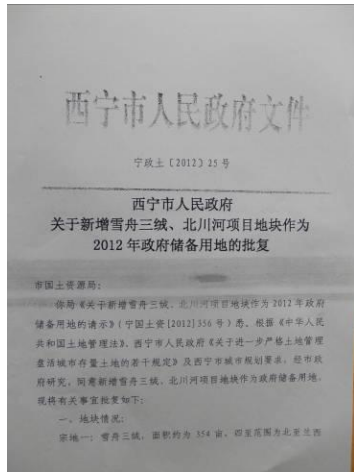 西宁市人民政府文件
宁政土〔2012〕25号
西宁市人民政府
关于新增雪舟三绒、北川河项目地块作为
2012年政府储备用地的批复
市国土资源局：
你局《关于新增雪舟三绒、北川河项目地块作为2012年政府
储备用地的请示》（宁国土资[2012]356号）悉。根据《中华人民
共和国土地管理法》、西宁市人民政府《关于进一步严格土地管理
盘活城市存量土地的若干规定》及西宁市城市规划要求，经市政
府研究，同意新增雪舟三绒、北川河项目地块作为政府储备用地。
现将有关事宜批复如下：
一、地块情况：
宗地一：雪舟三绒，面积约为354亩，四至范围为北至兰西